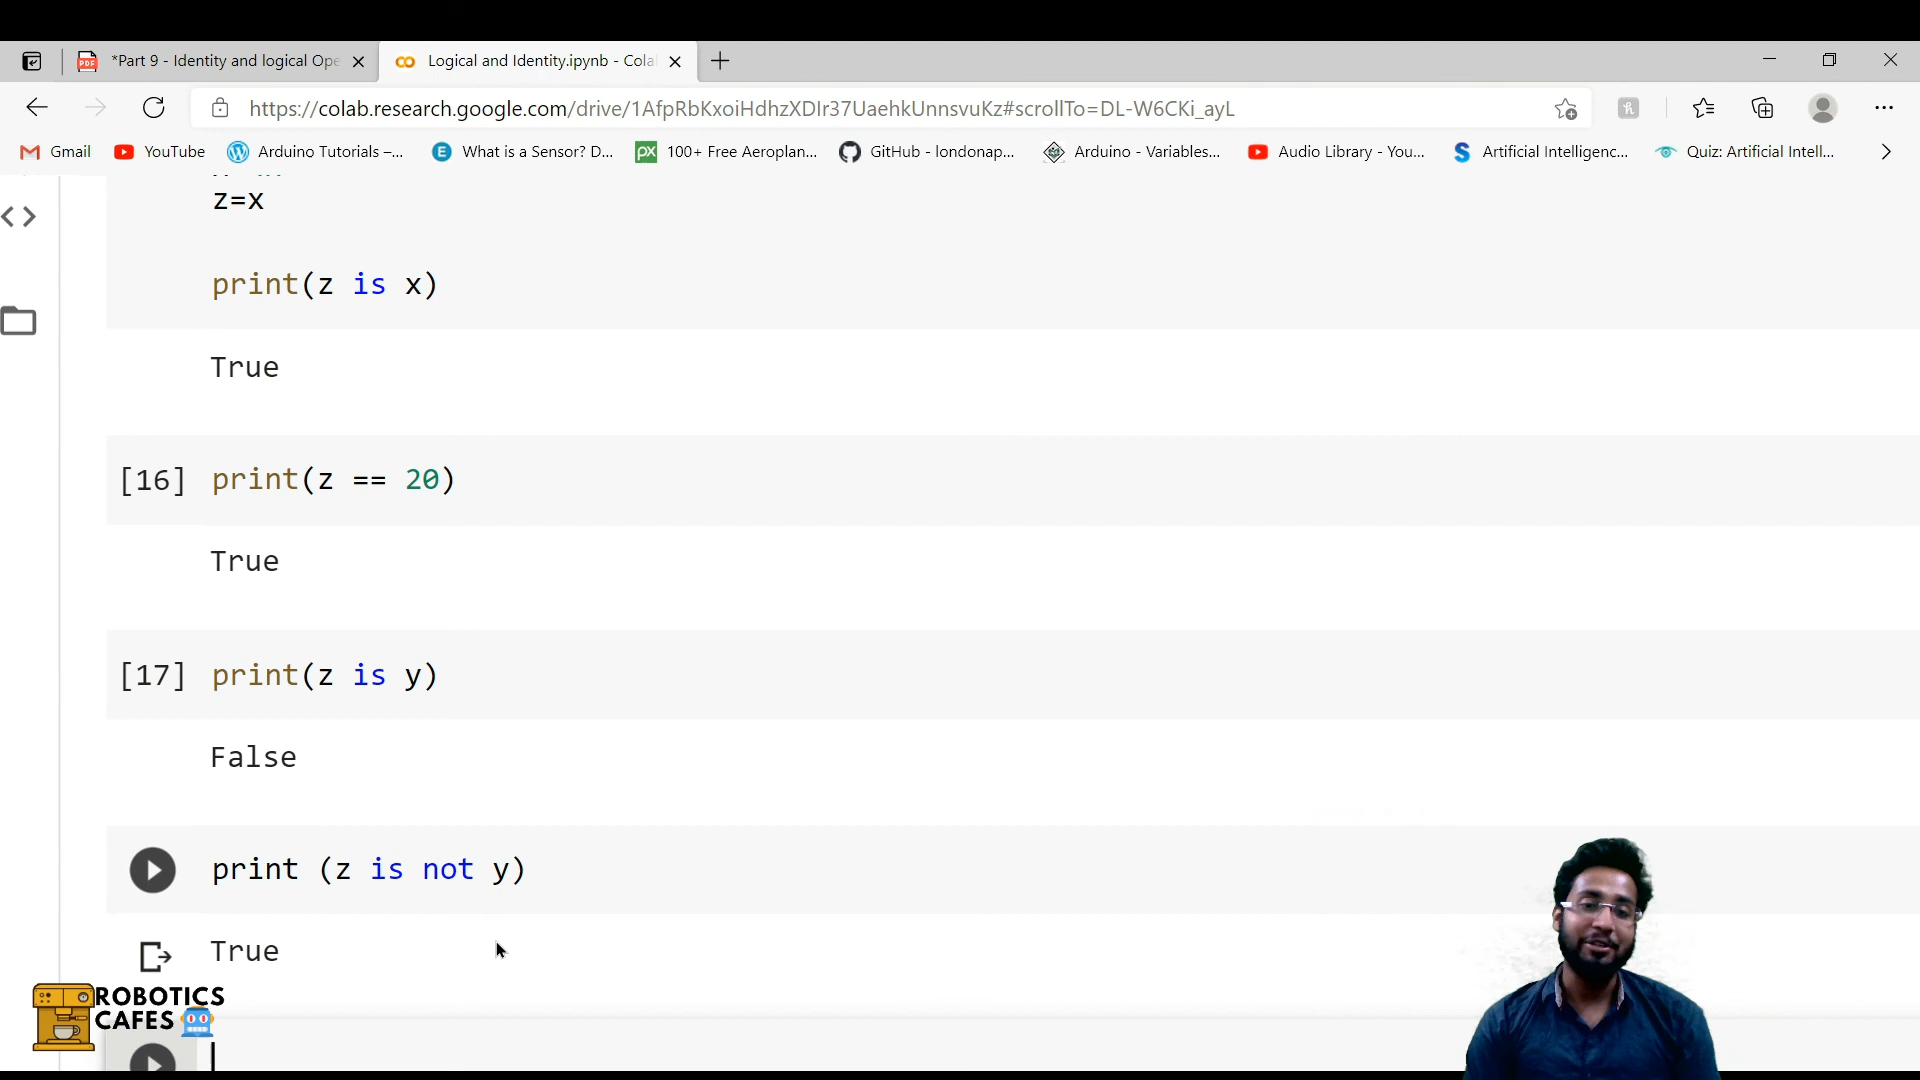 *Part 9 - Identity and logical Ope
Logical and Identity.ipynb - Cola
https://colab.research.google.com/drive/1AfpRbKxoiHdhzXDIr37UaehkUnnsvuKz#scrollTo=DL-W6CKi_ayL
Gmail
YouTube
Arduino Tutorials –...
What is a Sensor? D...
100+ Free Aeroplan...
GitHub - londonap...
Arduino - Variables...
Audio Library - You...
Artificial Intelligenc...
Quiz: Artificial Intell...
z=x
print(z is x)
True
[16] print(z == 20)
True
[17] print(z is y)
False
print (z is not y)
True
ROBOTICS
CAFES